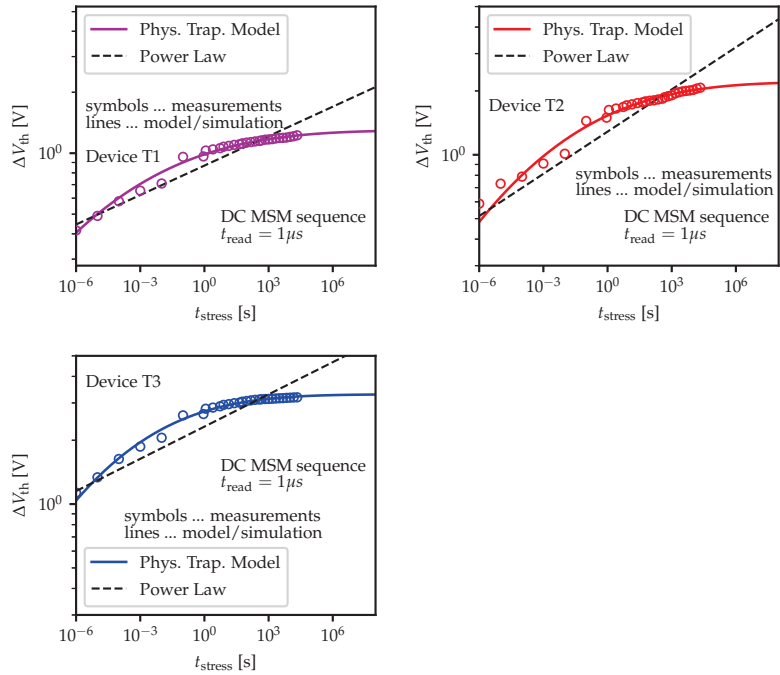 Phys. Trap. Model
Power Law
symbols ... measurements
lines ... model/simulation
Device T1
DC MSM sequence
t_read = 1μs
ΔV_th [V]
10^0
10^-6
10^-3
10^0
10^3
10^6
t_stress [s]
Phys. Trap. Model
Power Law
Device T2
symbols ... measurements
lines ... model/simulation
DC MSM sequence
t_read = 1μs
ΔV_th [V]
10^0
10^-6
10^-3
10^0
10^3
10^6
t_stress [s]
Device T3
DC MSM sequence
t_read = 1μs
symbols ... measurements
lines ... model/simulation
Phys. Trap. Model
Power Law
ΔV_th [V]
10^0
10^-6
10^-3
10^0
10^3
10^6
t_stress [s]